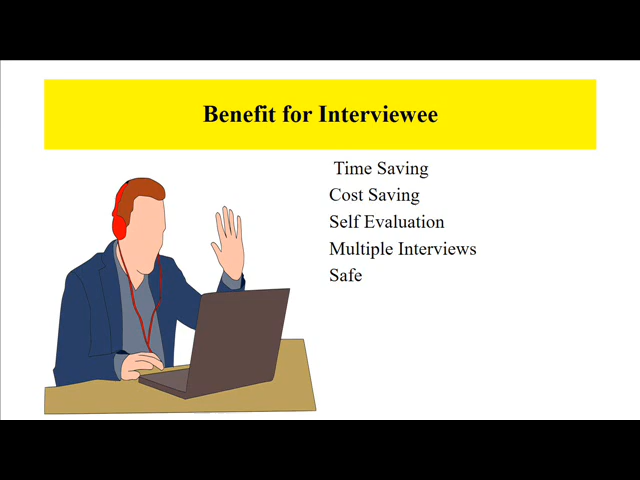 Benefit for Interviewee
Time Saving
Cost Saving
Self Evaluation
Multiple Interviews
Safe